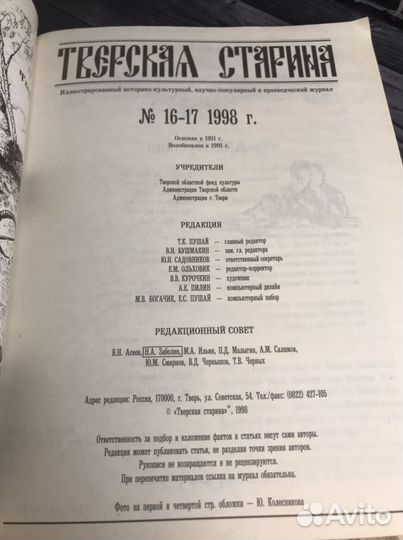 ТВЕРСКАЯ СТАРИНА
Иллюстрированный историко-культурный, научно-популярный и краеведческий журнал
№ 16-17 1998 г.
Основан в 1911 г.
Возобновлен в 1991 г.
УЧРЕДИТЕЛИ
Тверской областной фонд культуры
Администрация Тверской области
Администрация г. Твери
РЕДАКЦИЯ
Т.К. ПУШАЙ — главный редактор
В.Н. БУШМАКИН — зам. гл. редактора
Ю.Н. САДОВНИКОВ — ответственный секретарь
Е.М. ОЛЬХОВИК — редактор-корректор
В.В. КУРОЧКИН — художник
А.Е. ПИЛИН — компьютерный дизайн
М.В. БОГАЧИК, Е.С. ПУШАЙ — компьютерный набор
РЕДАКЦИОННЫЙ СОВЕТ
В.Н. Асеев, Н.А. Забелин, М.А. Ильин, П.Д. Малыгин, А.М. Салимов,
Ю.М. Смирнов, В.Д. Чернышов, Т.В. Черных
Адрес редакции: Россия, 170000, г. Тверь, ул. Советская, 54. Тел./факс: (0822) 427-105
© «Тверская старина», 1998
Ответственность за подбор и изложение фактов в статьях несут сами авторы.
Редакция может публиковать статьи, не разделяя точки зрения авторов.
Рукописи не возвращаются и не рецензируются.
При перепечатке материалов ссылка на журнал обязательна.
Фото на первой и четвертой стр. обложки — Ю. Колесникова
Avito